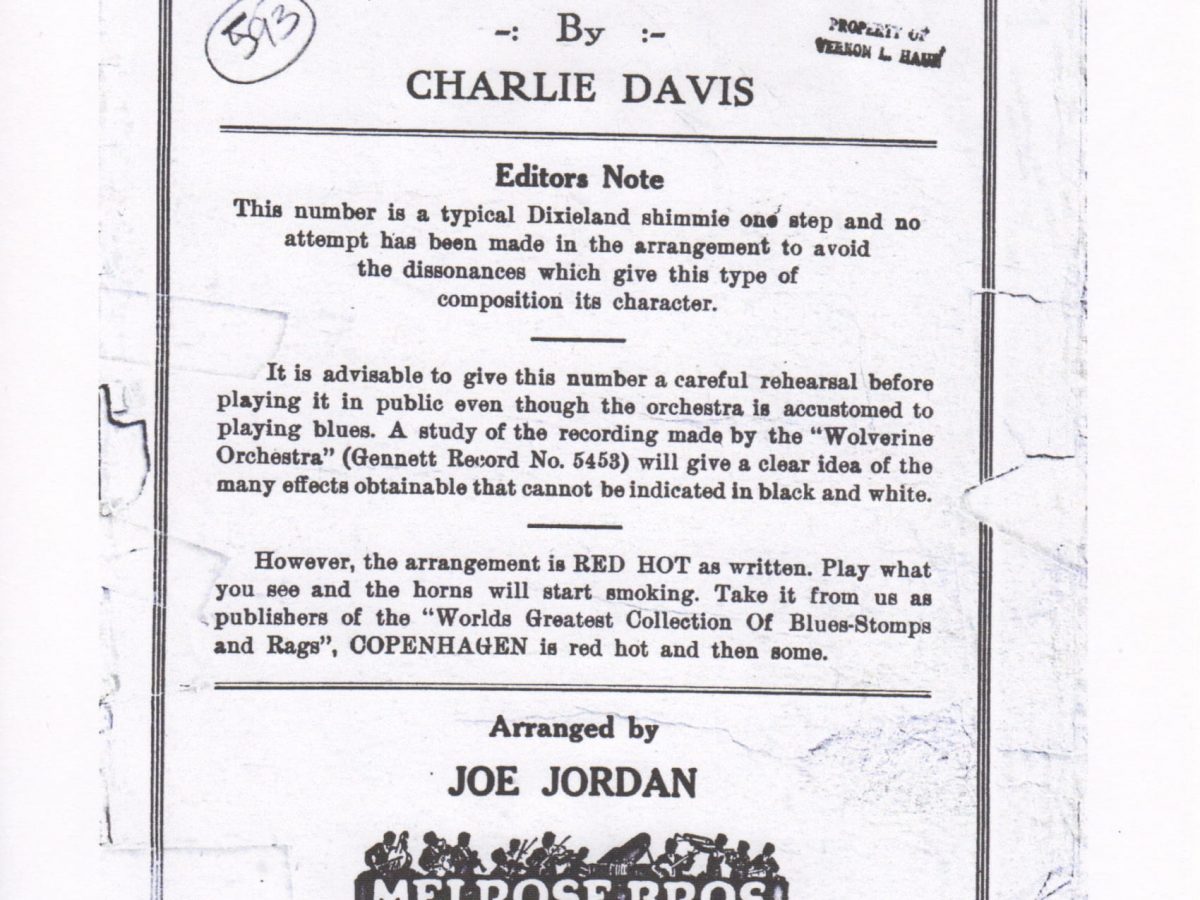 593
-: By :-
PROPERTY OF
VERNON L. HAUN
CHARLIE DAVIS
Editors Note
This number is a typical Dixieland shimmie one step and no
attempt has been made in the arrangement to avoid
the dissonances which give this type of
composition its character.
It is advisable to give this number a careful rehearsal before
playing it in public even though the orchestra is accustomed to
playing blues. A study of the recording made by the “Wolverine
Orchestra” (Gennett Record No. 5453) will give a clear idea of the
many effects obtainable that cannot be indicated in black and white.
However, the arrangement is RED HOT as written. Play what
you see and the horns will start smoking. Take it from us as
publishers of the “Worlds Greatest Collection Of Blues-Stomps
and Rags”, COPENHAGEN is red hot and then some.
Arranged by
JOE JORDAN
MELROSE BROS